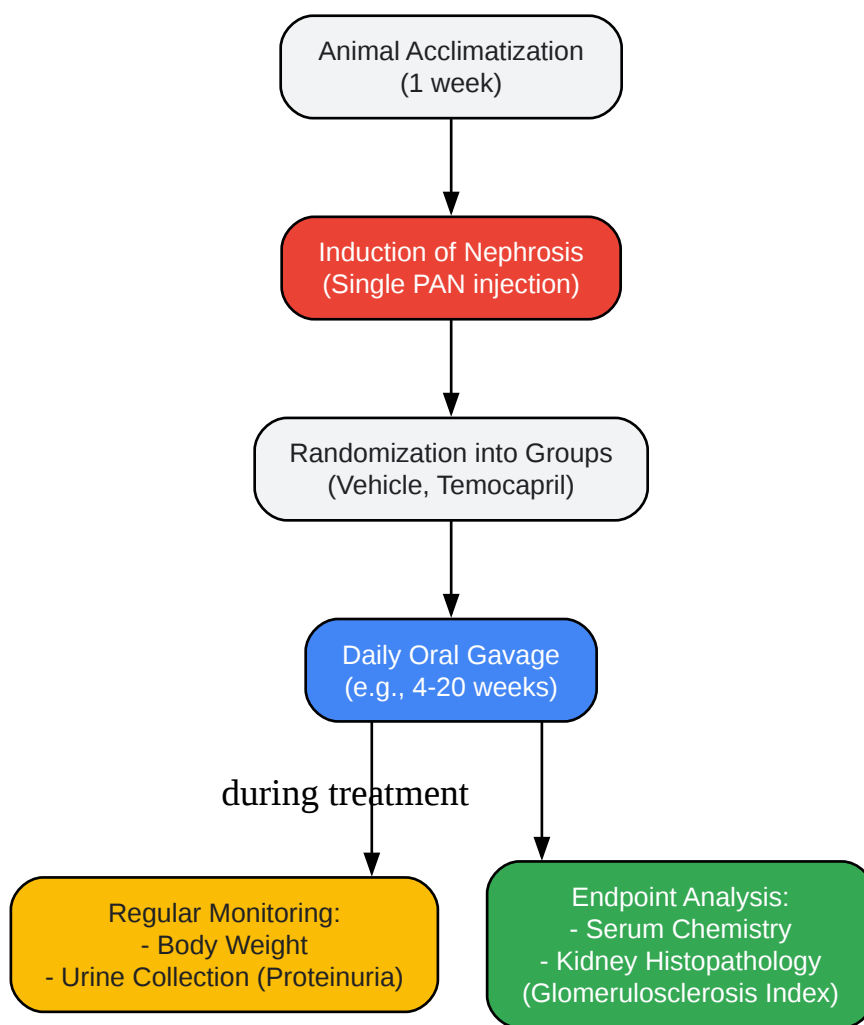 Animal Acclimatization
(1 week)
Induction of Nephrosis
(Single PAN injection)
Randomization into Groups
(Vehicle, Temocapril)
Daily Oral Gavage
(e.g., 4-20 weeks)
during treatment
Regular Monitoring:
- Body Weight
- Urine Collection (Proteinuria)
Endpoint Analysis:
- Serum Chemistry
- Kidney Histopathology
(Glomerulosclerosis Index)